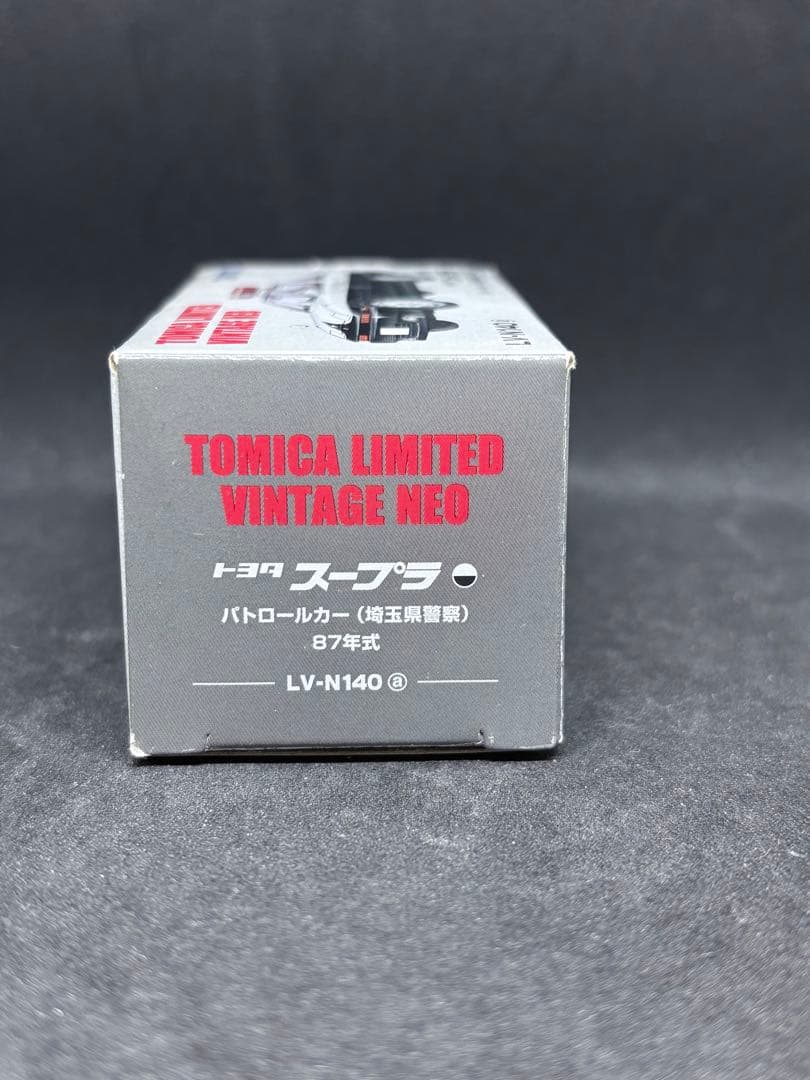 TOMICA LIMITED
VINTAGE NEO
トヨタ スープラ
パトロールカー（埼玉県警察）
87年式
LV-N140 ⓐ